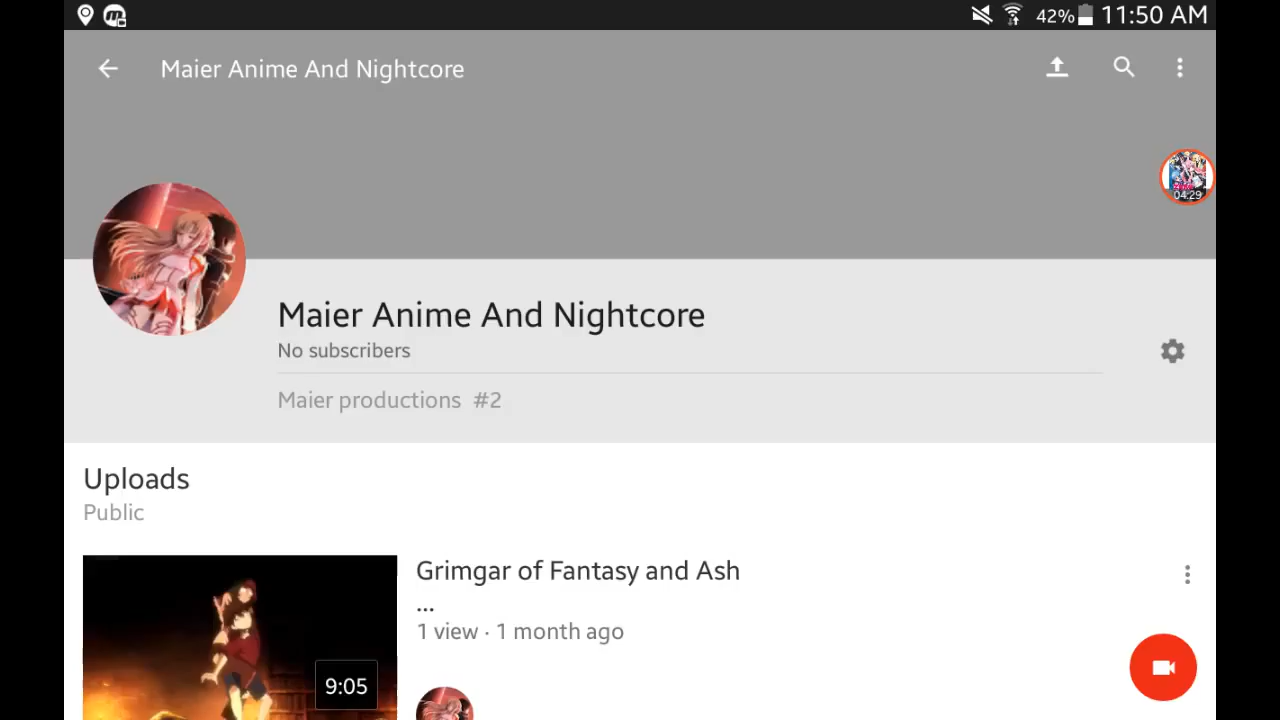 42% 11:50 AM
Maier Anime And Nightcore
04:29
Maier Anime And Nightcore
No subscribers
Maier productions #2
Uploads
Public
Grimgar of Fantasy and Ash
...
1 view · 1 month ago
9:05